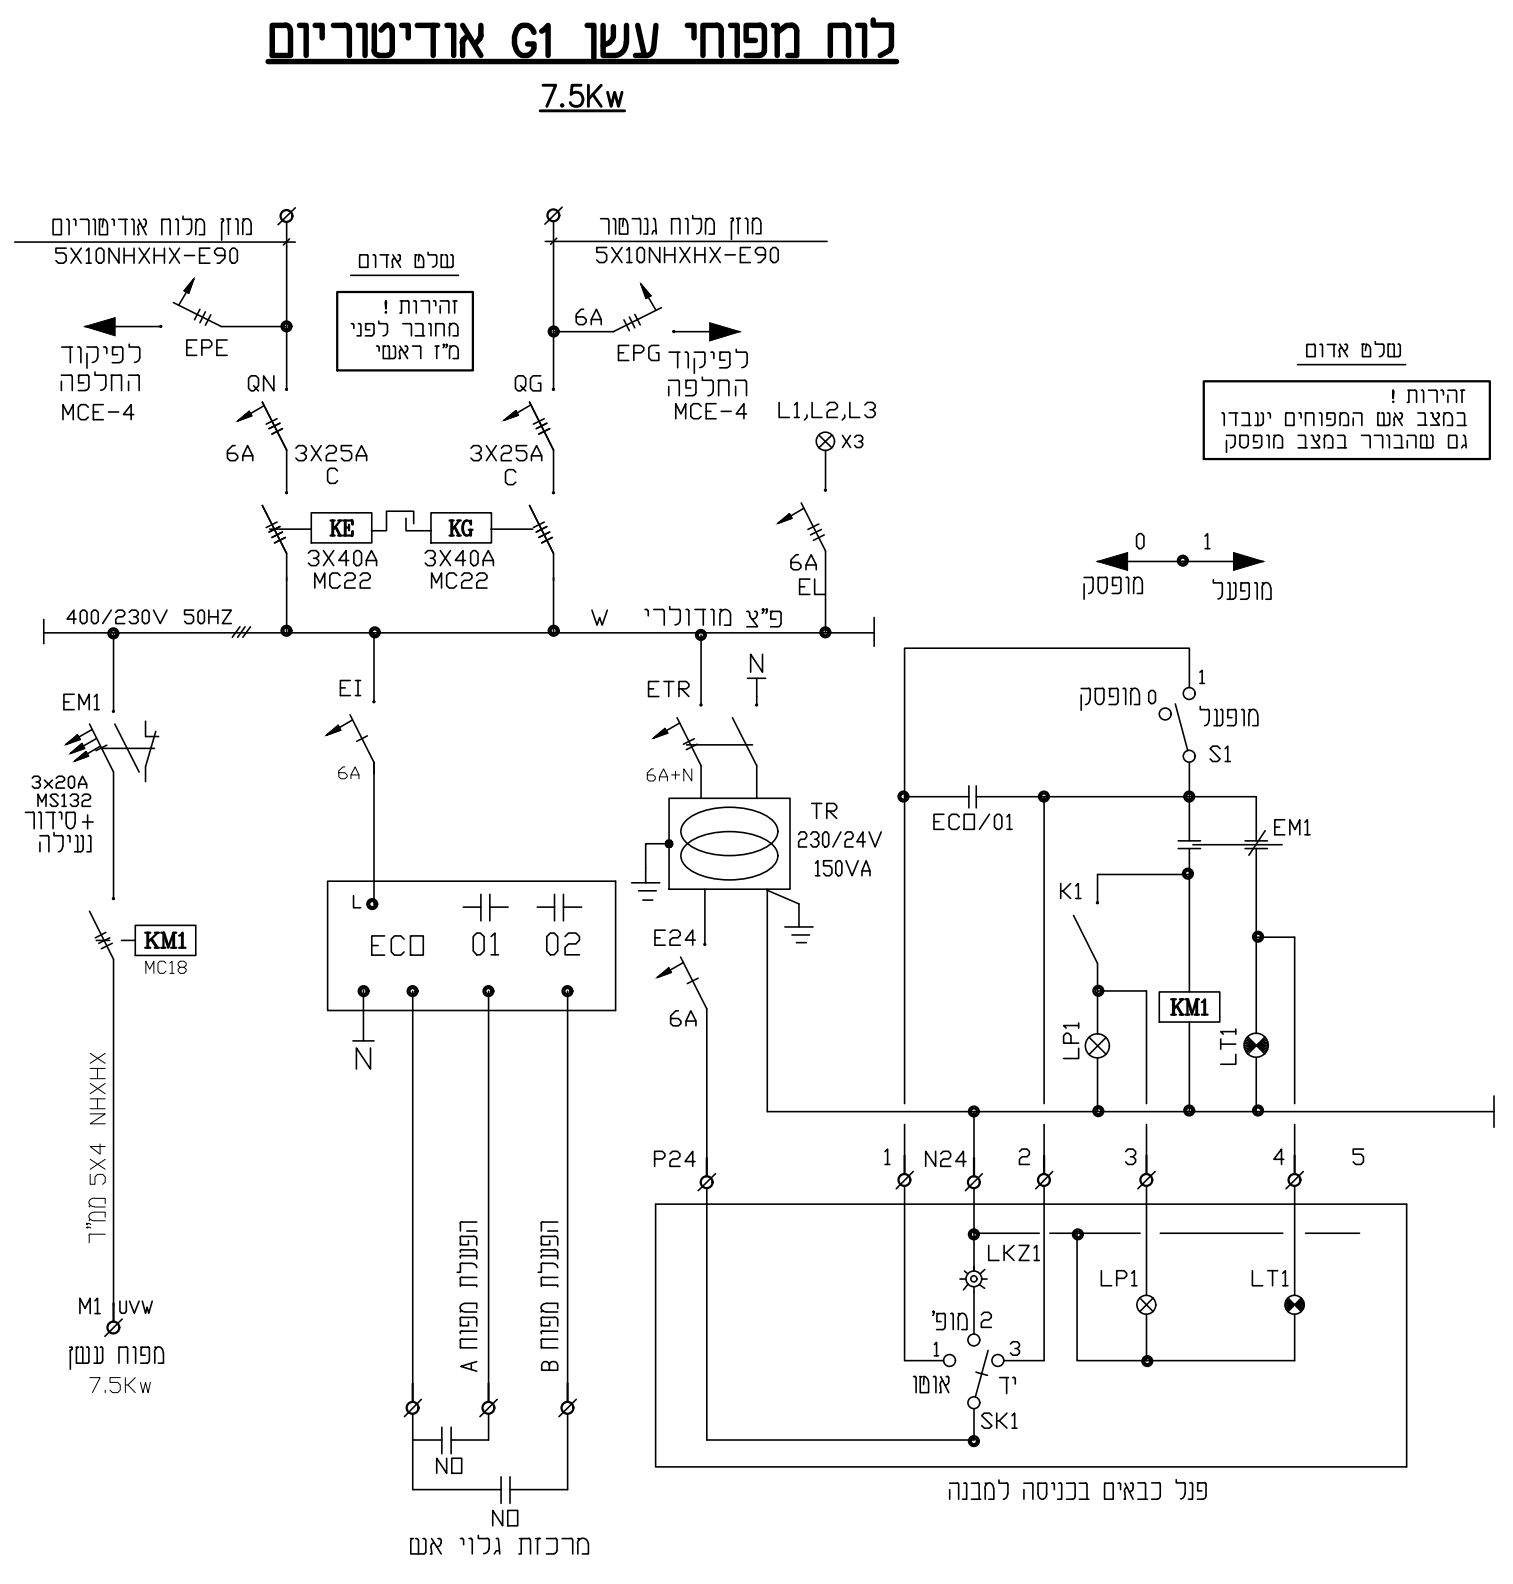 לוח מפוחי עשן G1 אודיטוריום
7.5Kw
מוזן מלוח אודיטוריום
5X10NHXHX-E90
מוזן מלוח גנרטור
5X10NHXHX-E90
שלט אדום
זהירות !
מחובר לפני
מ"ז ראשי
EPE
לפיקוד
החלפה
MCE-4
6A
EPG
לפיקוד
החלפה
MCE-4
QN
6A
3X25A
C
QG
3X25A
C
L1,L2,L3
X3
6A
EL
KE
3X40A
MC22
KG
3X40A
MC22
שלט אדום
זהירות !
במצב אש המפוחים יעבדו
גם שהבורר במצב מופסק
0
1
מופסק
מופעל
400/230V 50HZ
W
פ"צ מודולרי
EM1
3x20A
MS132
+סידור
נעילה
KM1
MC18
5X4 NHXHX ממ"ר
M1
UVW
מפוח עשן
7.5Kw
EI
6A
L
ECO
01
02
N
הפעלת מפוח A
הפעלת מפוח B
NO
NO
מרכזת גלוי אש
ETR
N
6A+N
TR
230/24V
150VA
E24
6A
מופסק 0
1
מופעל
S1
ECO/01
EM1
K1
LP1
KM1
LT1
P24
1
N24
2
3
4
5
LKZ1
LP1
LT1
מופ' 2
1
אוטו
3
יד
SK1
פנל כבאים בכניסה למבנה